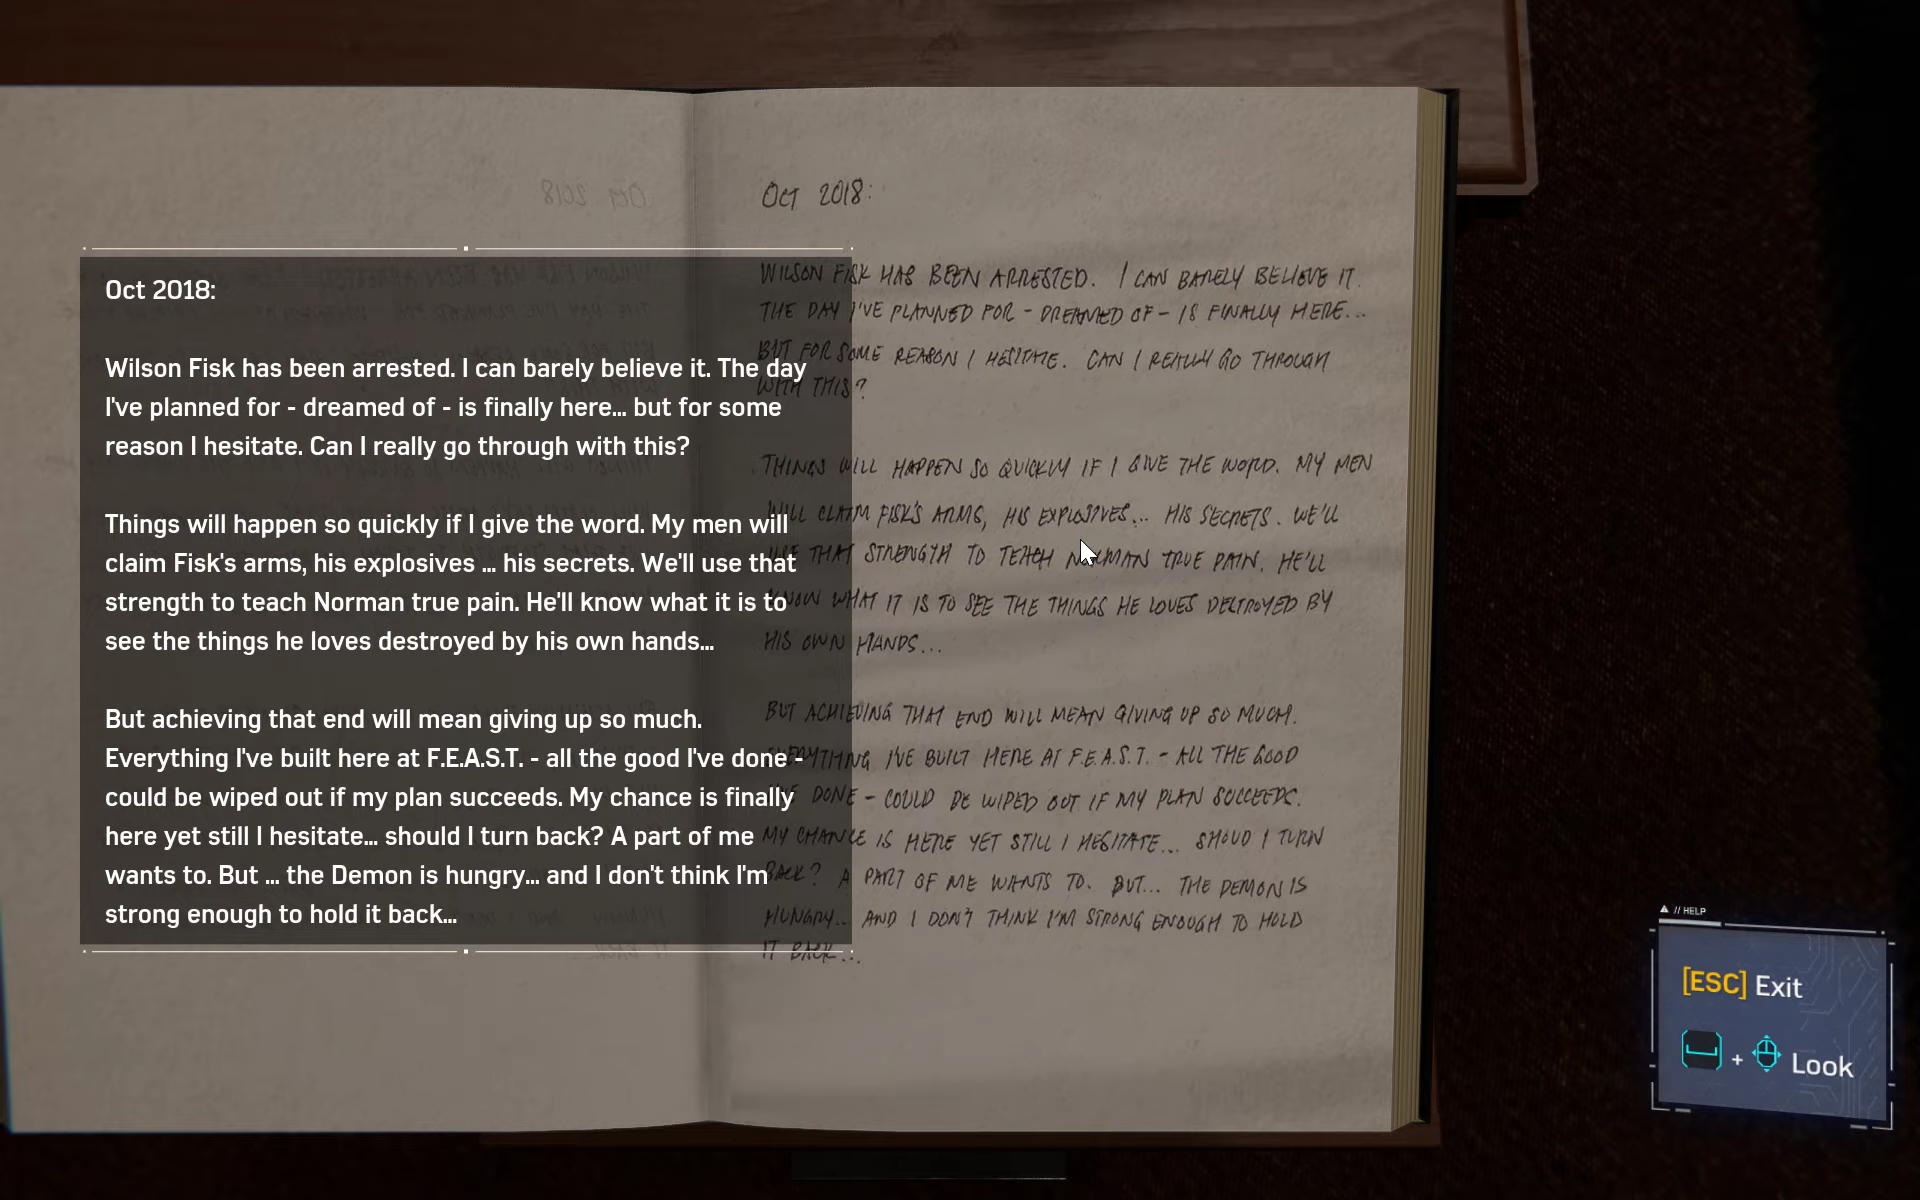 Oct 2018:
Wilson Fisk has been arrested. I can barely believe it. The day
I've planned for - dreamed of - is finally here... but for some
reason I hesitate. Can I really go through with this?
Things will happen so quickly if I give the word. My men will
claim Fisk's arms, his explosives ... his secrets. We'll use that
strength to teach Norman true pain. He'll know what it is to
see the things he loves destroyed by his own hands...
But achieving that end will mean giving up so much.
Everything I've built here at F.E.A.S.T. - all the good I've done -
could be wiped out if my plan succeeds. My chance is finally
here yet still I hesitate... should I turn back? A part of me
wants to. But ... the Demon is hungry... and I don't think I'm
strong enough to hold it back...
OCT 2018:
WILSON FISK HAS BEEN ARRESTED. I CAN BARELY BELIEVE IT.
THE DAY I'VE PLANNED FOR - DREAMED OF - IS FINALLY HERE...
BUT FOR SOME REASON I HESITATE. CAN I REALLY GO THROUGH
WITH THIS?
THINGS WILL HAPPEN SO QUICKLY IF I GIVE THE WORD. MY MEN
WILL CLAIM FISK'S ARMS, HIS EXPLOSIVES... HIS SECRETS. WE'LL
USE THAT STRENGTH TO TEACH NORMAN TRUE PAIN. HE'LL
KNOW WHAT IT IS TO SEE THE THINGS HE LOVES DESTROYED BY
HIS OWN HANDS...
BUT ACHIEVING THAT END WILL MEAN GIVING UP SO MUCH.
EVERYTHING I'VE BUILT HERE AT F.E.A.S.T. - ALL THE GOOD
I'VE DONE - COULD BE WIPED OUT IF MY PLAN SUCCEEDS.
MY CHANCE IS HERE YET STILL I HESITATE... SHOUD I TURN
BACK? A PART OF ME WANTS TO. BUT... THE DEMON IS
HUNGRY... AND I DON'T THINK I'M STRONG ENOUGH TO HOLD
IT BACK...
// HELP
[ESC] Exit
+ Look